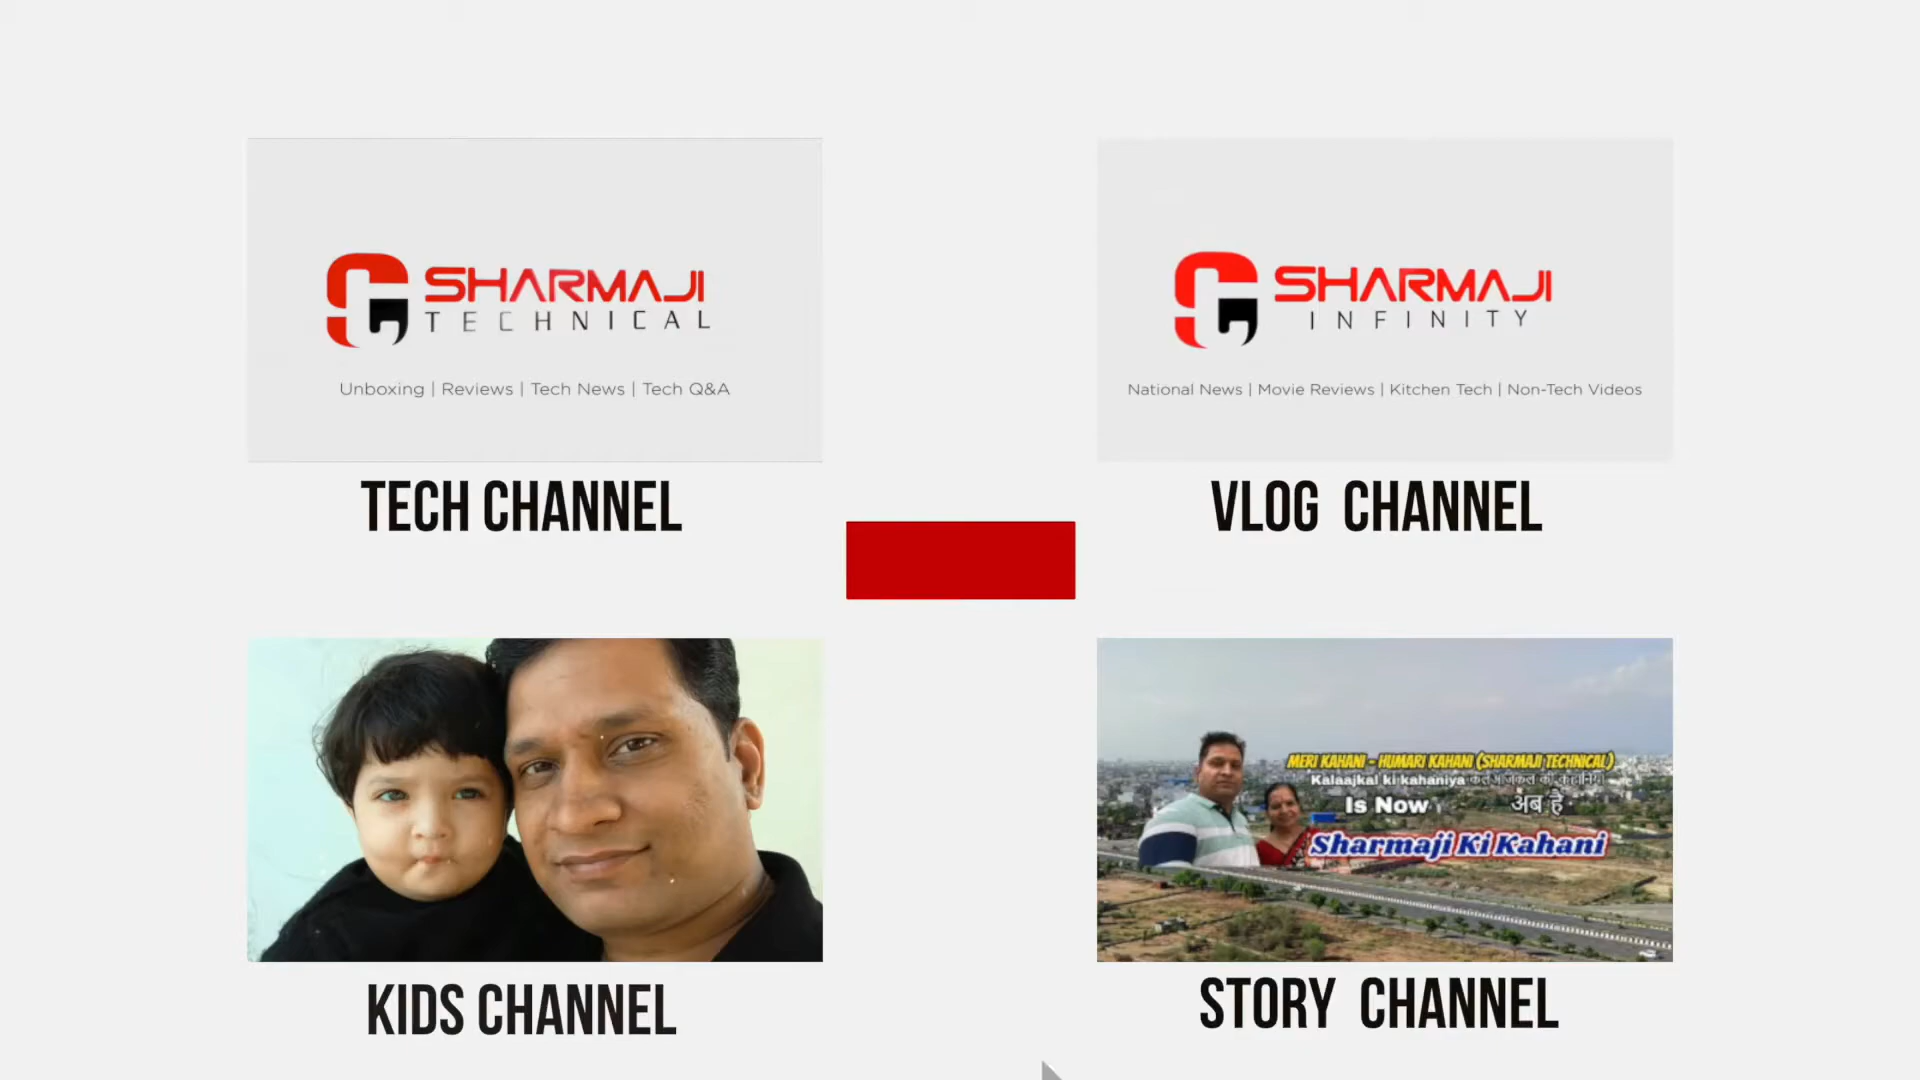 SHARMAJI
TECHNICAL
Unboxing | Reviews | Tech News | Tech Q&A
TECH CHANNEL
SHARMAJI
INFINITY
National News | Movie Reviews | Kitchen Tech | Non-Tech Videos
VLOG CHANNEL
KIDS CHANNEL
MERI KAHANI - HUMARI KAHANI (SHARMAJI TECHNICAL)
Kalaajkal ki kahaniya कलआजकल की कहानियां
Is Now अब है
Sharmaji Ki Kahani
STORY CHANNEL